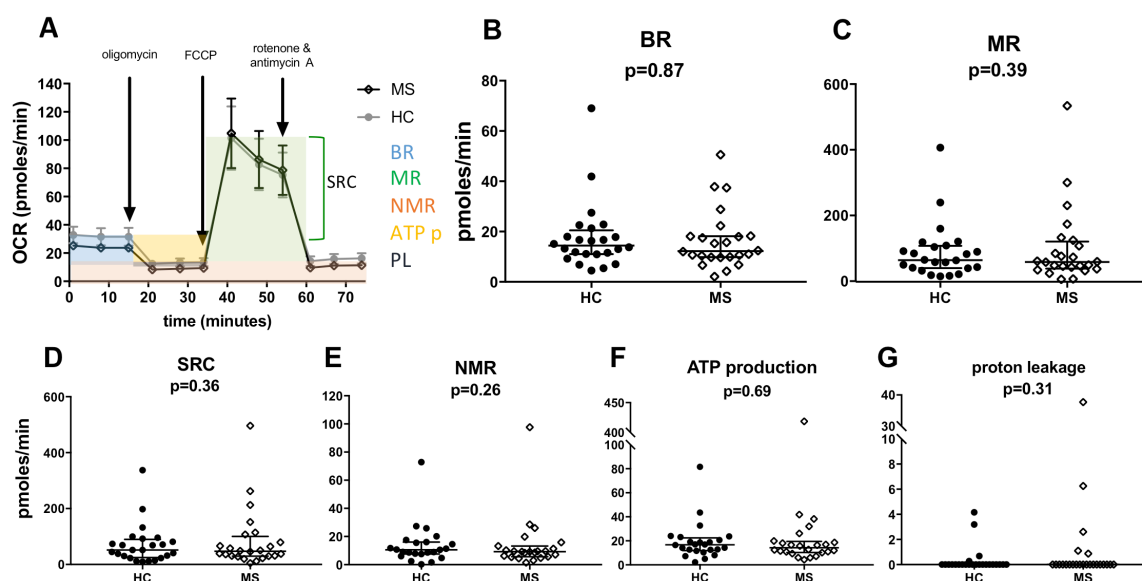 A
oligomycin
FCCP
rotenone &
antimycin A
140
120
100
80
60
40
20
0
OCR (pmoles/min)
0 10 20 30 40 50 60 70
time (minutes)
SRC
MS
HC
BR
MR
NMR
ATP p
PL
B
BR
p=0.87
80
60
40
20
0
pmoles/min
HC MS
C
MR
p=0.39
600
400
200
0
HC MS
D
SRC
p=0.36
600
400
200
0
pmoles/min
HC MS
E
NMR
p=0.26
120
100
80
60
40
20
0
HC MS
F
ATP production
p=0.69
450
400
100
80
60
40
20
0
HC MS
G
proton leakage
p=0.31
40
30
10
8
6
4
2
0
HC MS